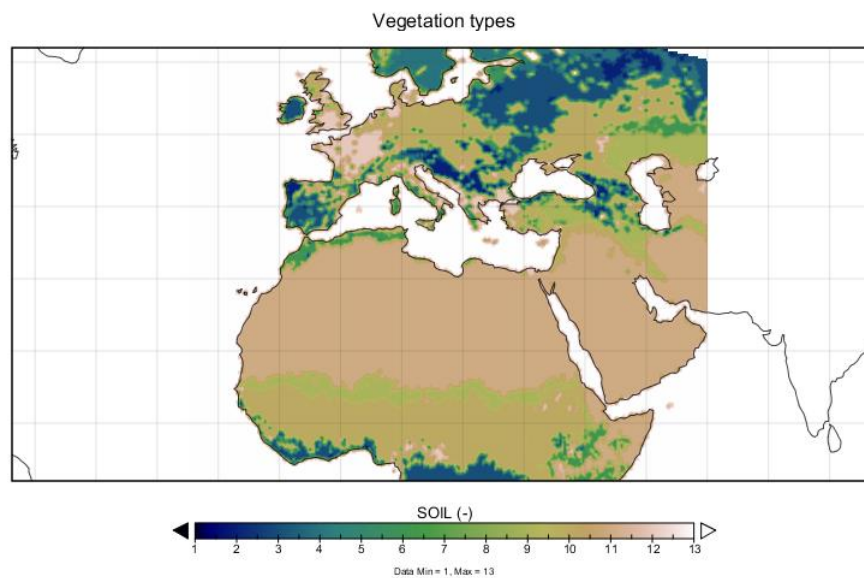 Vegetation types
SOIL (-)
1 2 3 4 5 6 7 8 9 10 11 12 13
Data Min = 1, Max = 13